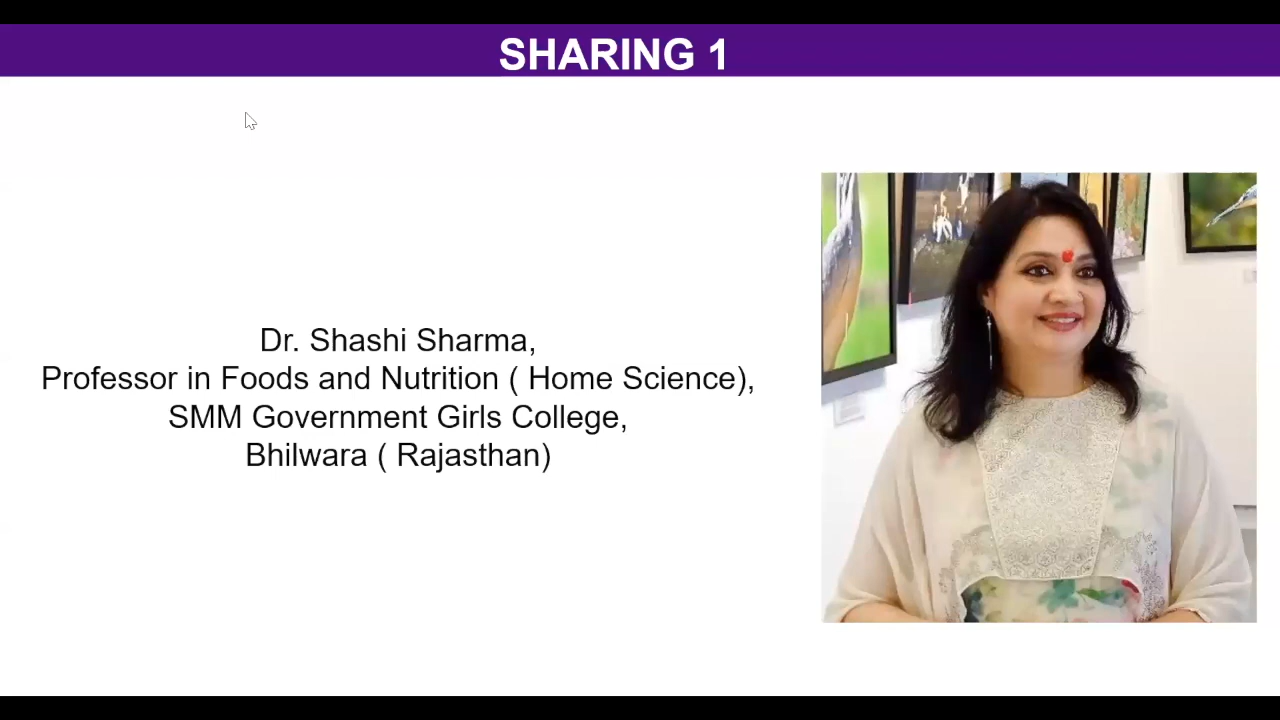 SHARING 1
Dr. Shashi Sharma,
Professor in Foods and Nutrition ( Home Science),
SMM Government Girls College,
Bhilwara ( Rajasthan)